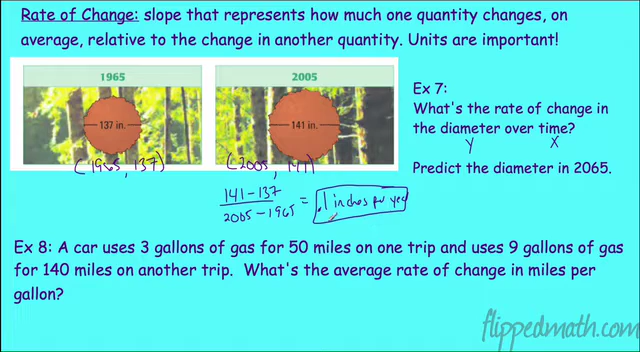 Rate of Change: slope that represents how much one quantity changes, on
average, relative to the change in another quantity. Units are important!
1965
2005
137 in.
141 in.
(1965, 137)
(2005, 141)
Ex 7:
What's the rate of change in
the diameter over time?
Y X
Predict the diameter in 2065.
141 - 137
2005 - 1965
= .1 inches per year
Ex 8: A car uses 3 gallons of gas for 50 miles on one trip and uses 9 gallons of gas
for 140 miles on another trip. What's the average rate of change in miles per
gallon?
flippedmath.com